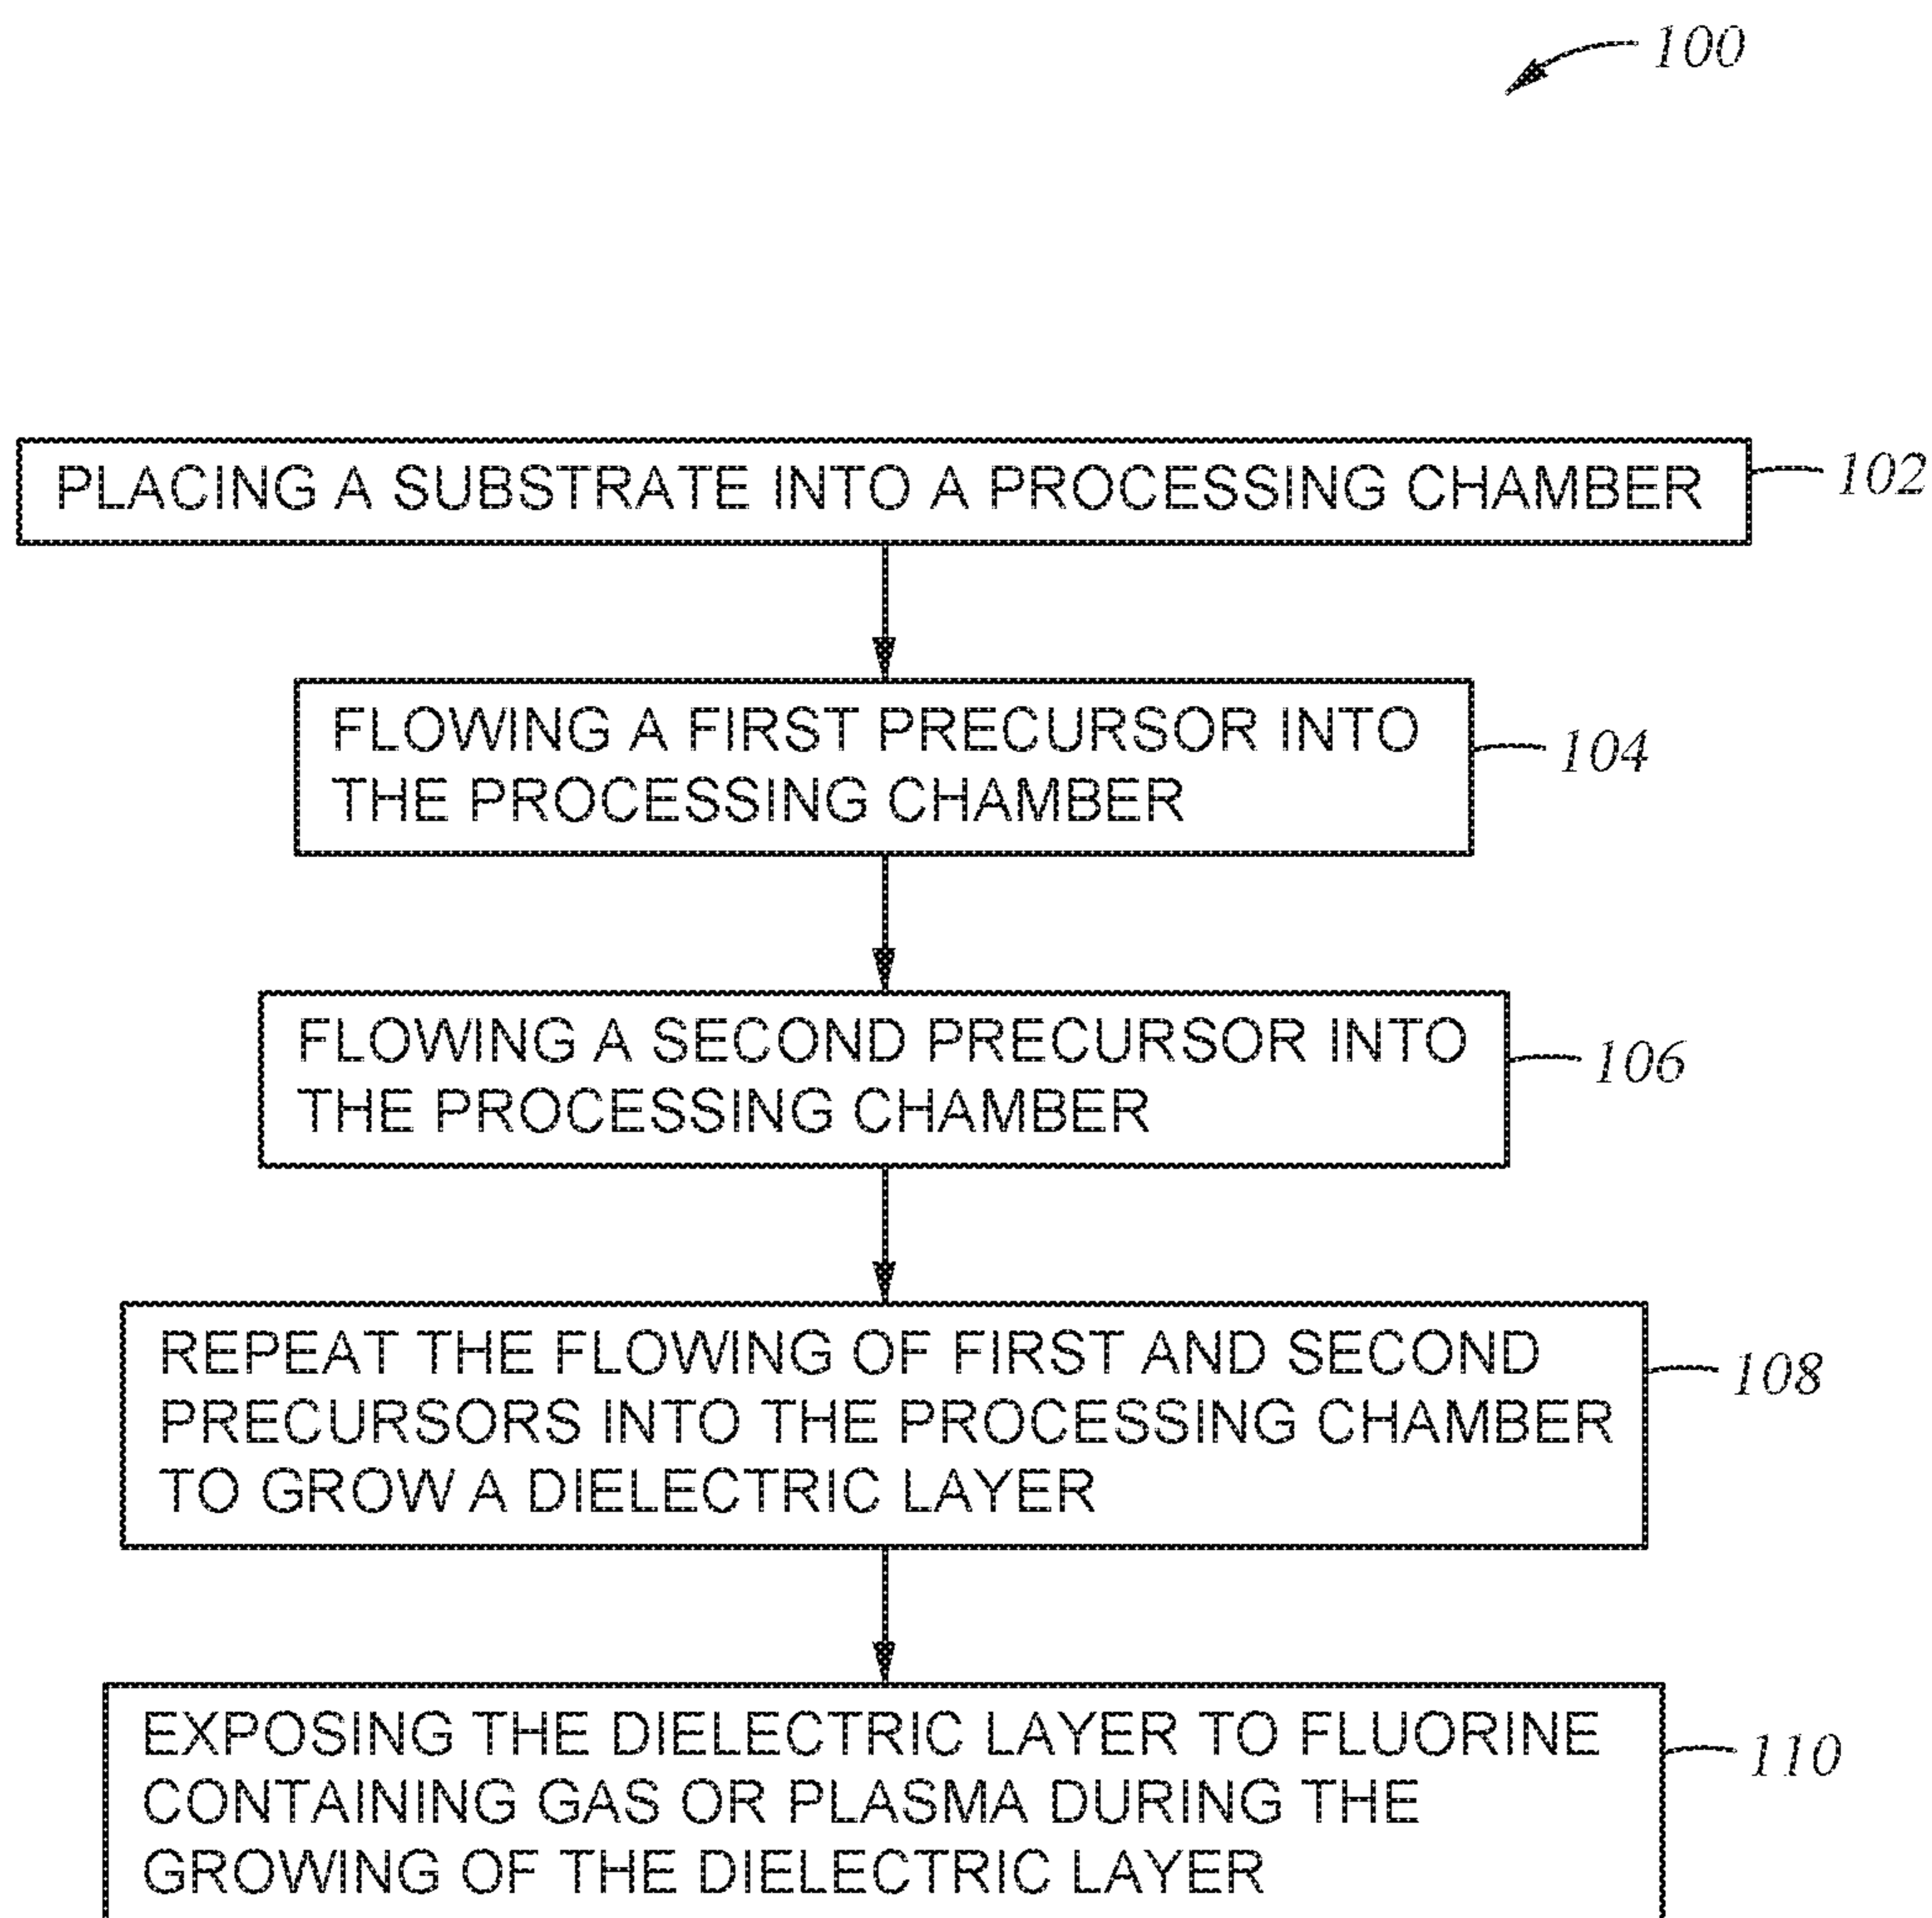 100
PLACING A SUBSTRATE INTO A PROCESSING CHAMBER
102
FLOWING A FIRST PRECURSOR INTO
THE PROCESSING CHAMBER
104
FLOWING A SECOND PRECURSOR INTO
THE PROCESSING CHAMBER
106
REPEAT THE FLOWING OF FIRST AND SECOND
PRECURSORS INTO THE PROCESSING CHAMBER
TO GROW A DIELECTRIC LAYER
108
EXPOSING THE DIELECTRIC LAYER TO FLUORINE
CONTAINING GAS OR PLASMA DURING THE
GROWING OF THE DIELECTRIC LAYER
110